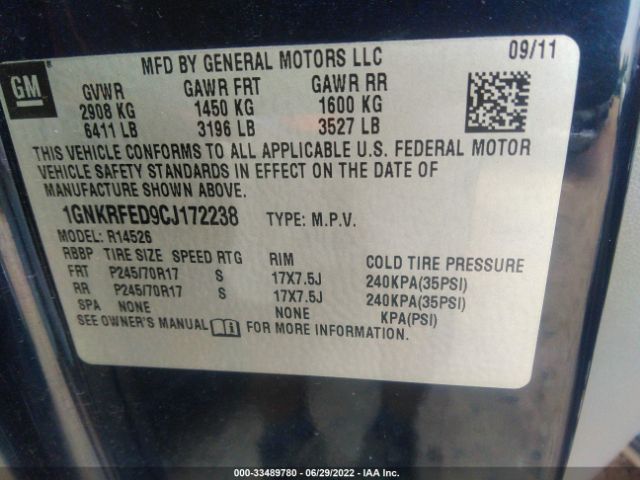 GM
MFD BY GENERAL MOTORS LLC 09/11
GVWR GAWR FRT GAWR RR
2908 KG 1450 KG 1600 KG
6411 LB 3196 LB 3527 LB
THIS VEHICLE CONFORMS TO ALL APPLICABLE U.S. FEDERAL MOTOR
VEHICLE SAFETY STANDARDS IN EFFECT ON THE DATE OF
MANUFACTURE SHOWN ABOVE.
1GNKRFED9CJ172238 TYPE: M.P.V.
MODEL: R14526
RBBP TIRE SIZE SPEED RTG RIM COLD TIRE PRESSURE
FRT P245/70R17 S 17X7.5J 240KPA(35PSI)
RR P245/70R17 S 17X7.5J 240KPA(35PSI)
SPA NONE NONE KPA(PSI)
SEE OWNER'S MANUAL FOR MORE INFORMATION.
Copart — 33489780 — 06/29/2022 — IAA Inc.